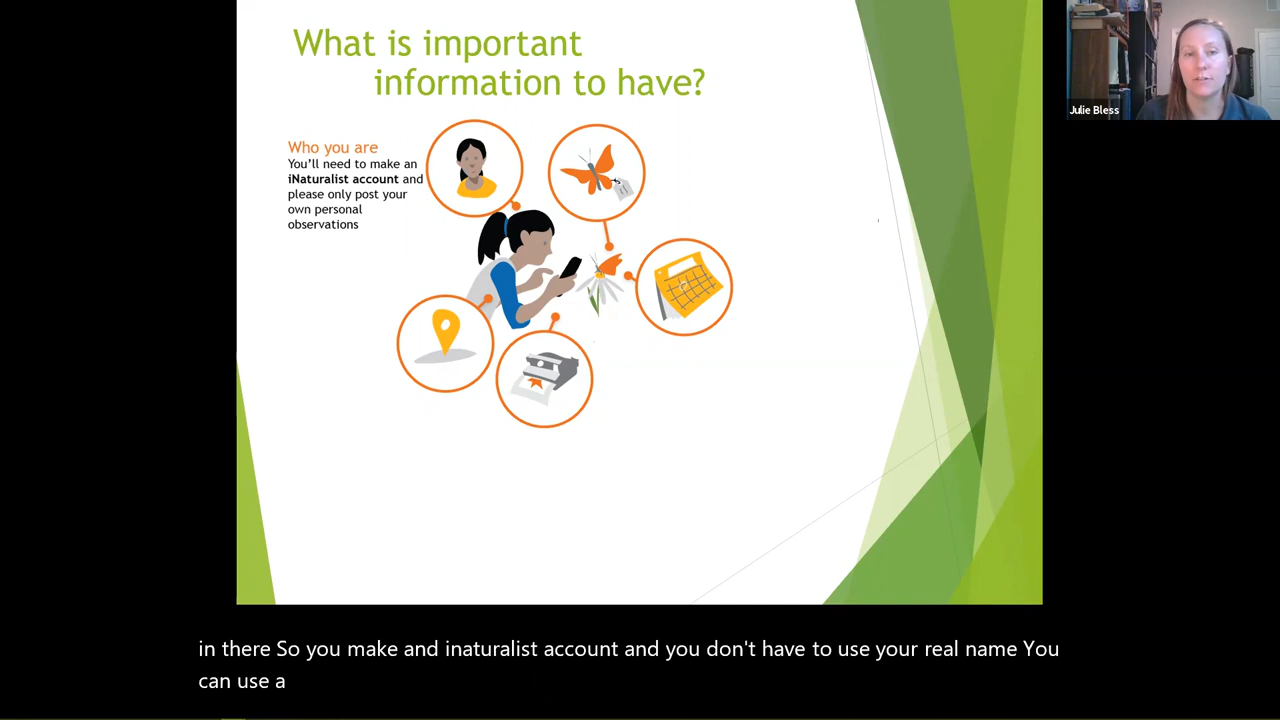 What is important
information to have?
Who you are
You'll need to make an
iNaturalist account and
please only post your
own personal
observations
Julie Bless
in there So you make and inaturalist account and you don't have to use your real name You
can use a